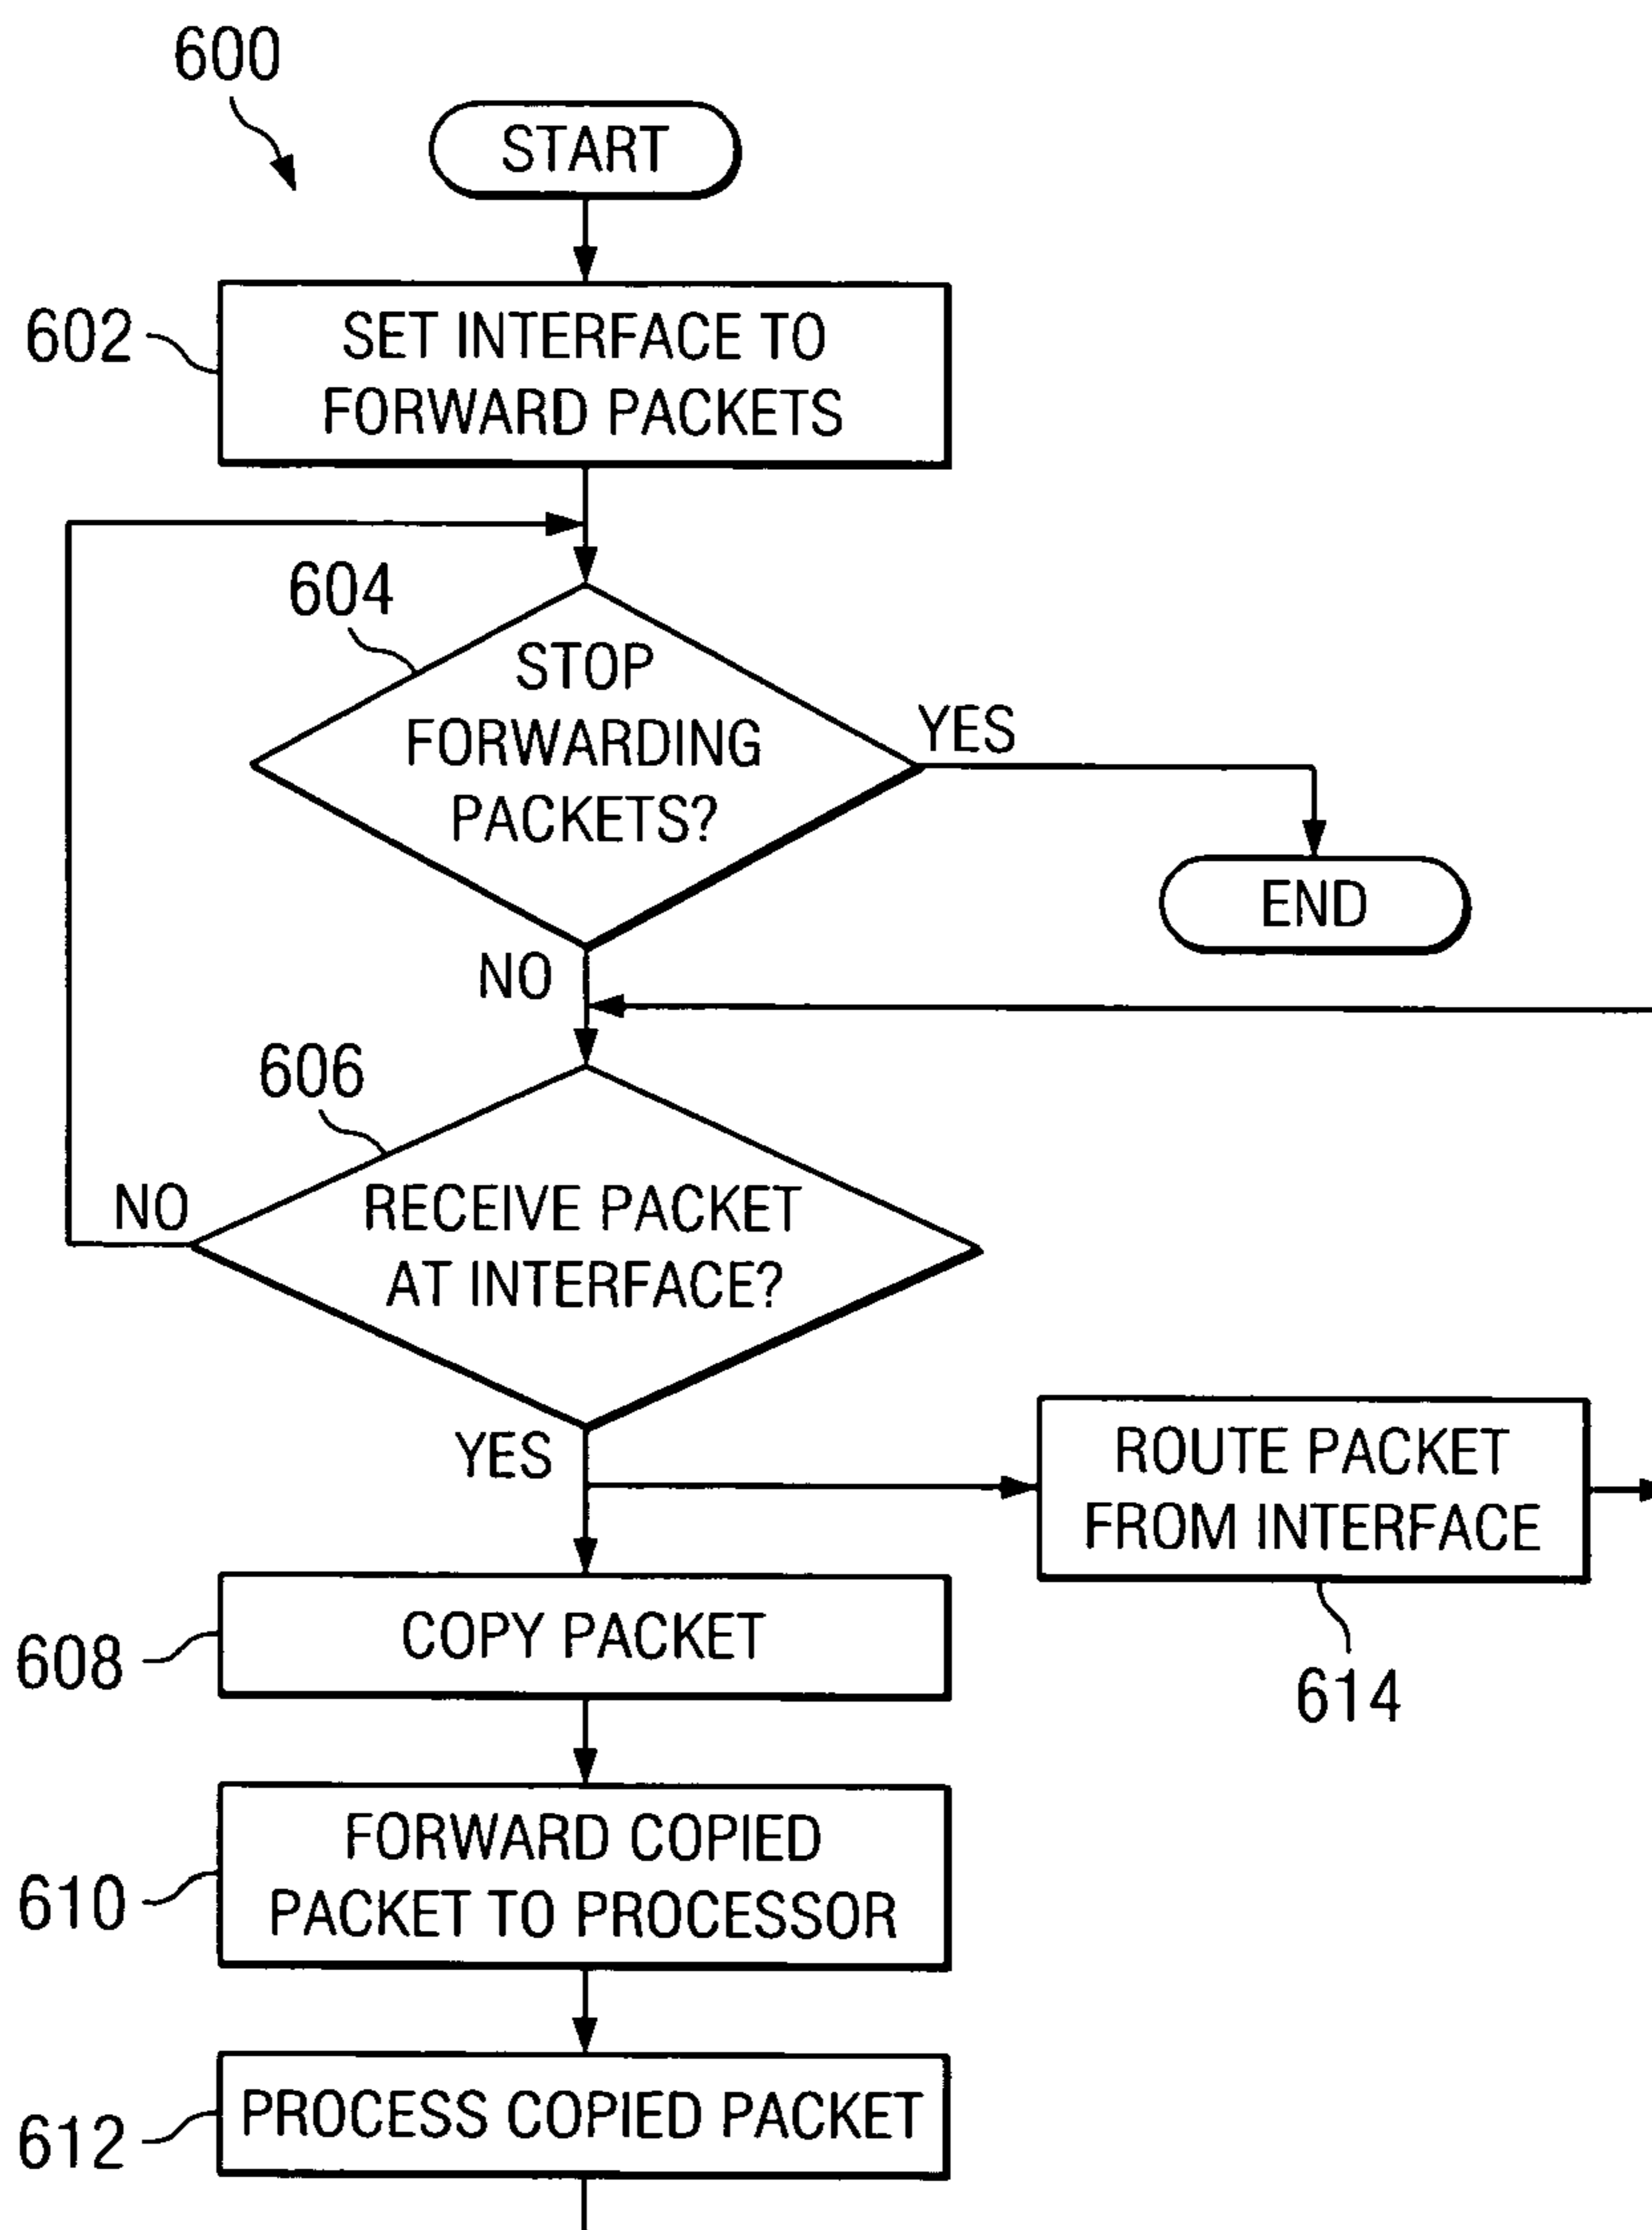 600
START
602
SET INTERFACE TO
FORWARD PACKETS
604
STOP
FORWARDING
PACKETS?
YES
END
NO
606
RECEIVE PACKET
AT INTERFACE?
NO
YES
ROUTE PACKET
FROM INTERFACE
614
608
COPY PACKET
610
FORWARD COPIED
PACKET TO PROCESSOR
612
PROCESS COPIED PACKET